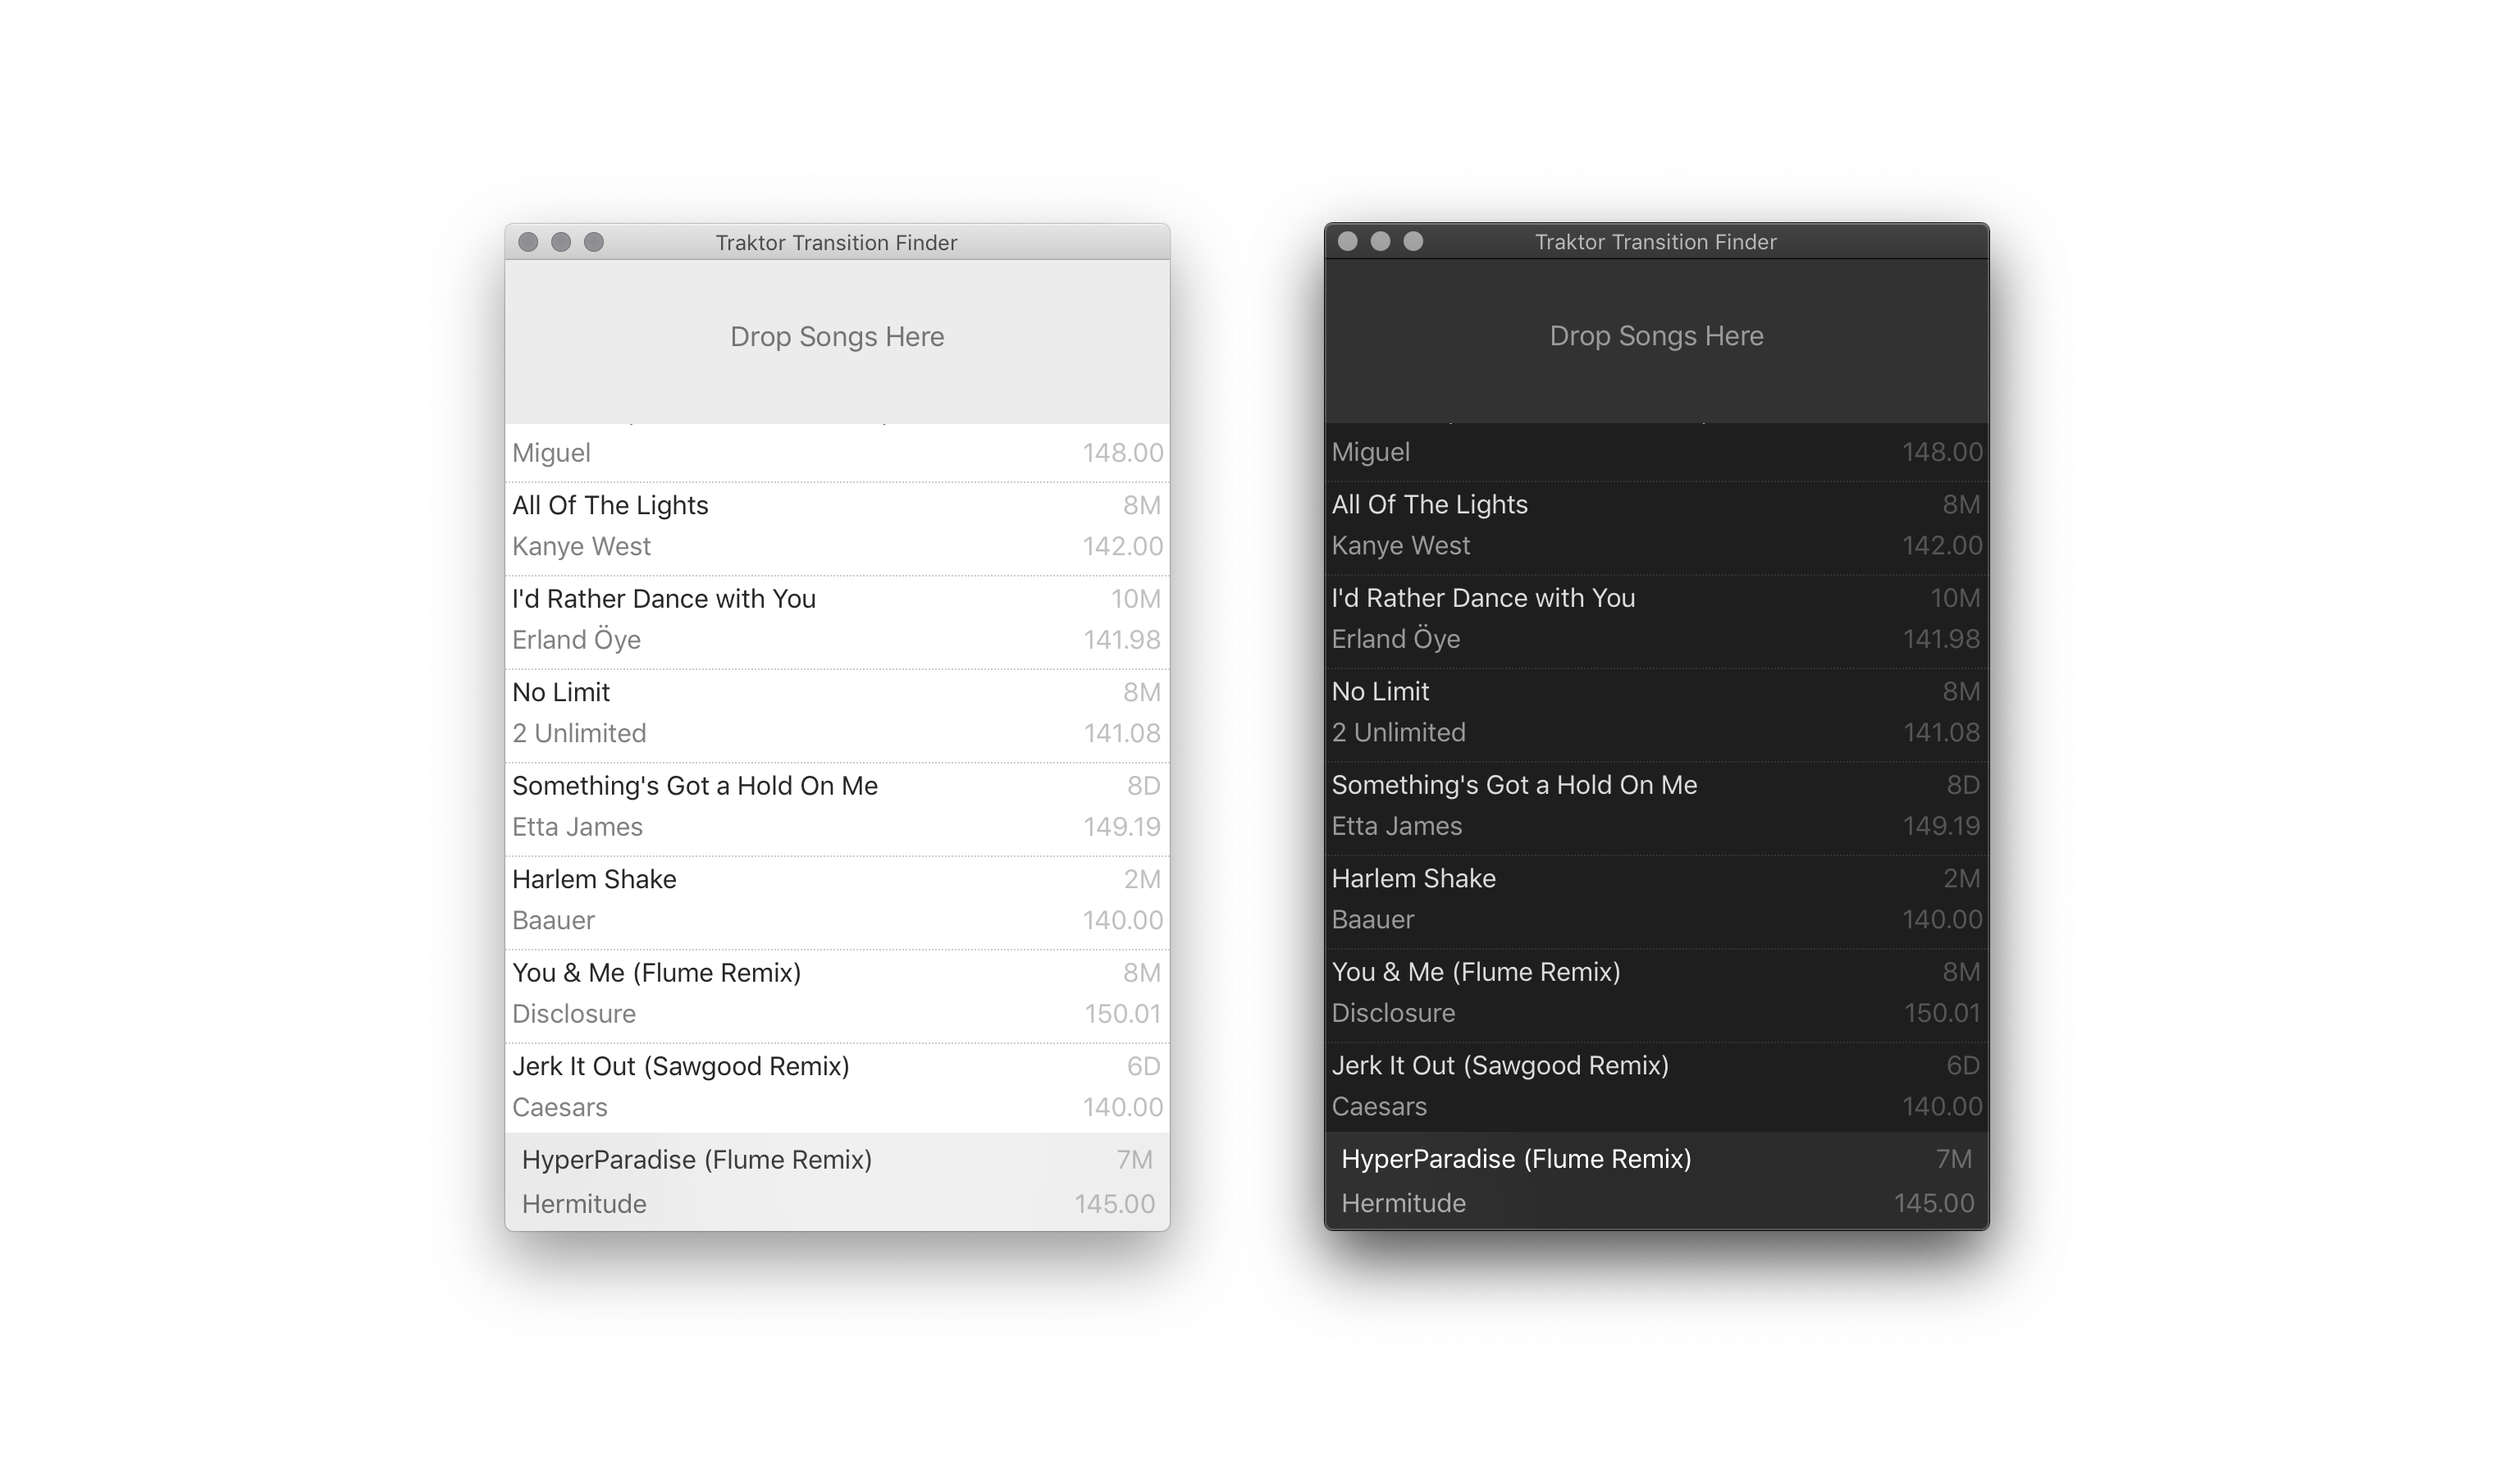 Traktor Transition Finder
Drop Songs Here
Miguel 148.00
All Of The Lights 8M
Kanye West 142.00
I'd Rather Dance with You 10M
Erland Öye 141.98
No Limit 8M
2 Unlimited 141.08
Something's Got a Hold On Me 8D
Etta James 149.19
Harlem Shake 2M
Baauer 140.00
You & Me (Flume Remix) 8M
Disclosure 150.01
Jerk It Out (Sawgood Remix) 6D
Caesars 140.00
HyperParadise (Flume Remix) 7M
Hermitude 145.00
Traktor Transition Finder
Drop Songs Here
Miguel 148.00
All Of The Lights 8M
Kanye West 142.00
I'd Rather Dance with You 10M
Erland Öye 141.98
No Limit 8M
2 Unlimited 141.08
Something's Got a Hold On Me 8D
Etta James 149.19
Harlem Shake 2M
Baauer 140.00
You & Me (Flume Remix) 8M
Disclosure 150.01
Jerk It Out (Sawgood Remix) 6D
Caesars 140.00
HyperParadise (Flume Remix) 7M
Hermitude 145.00